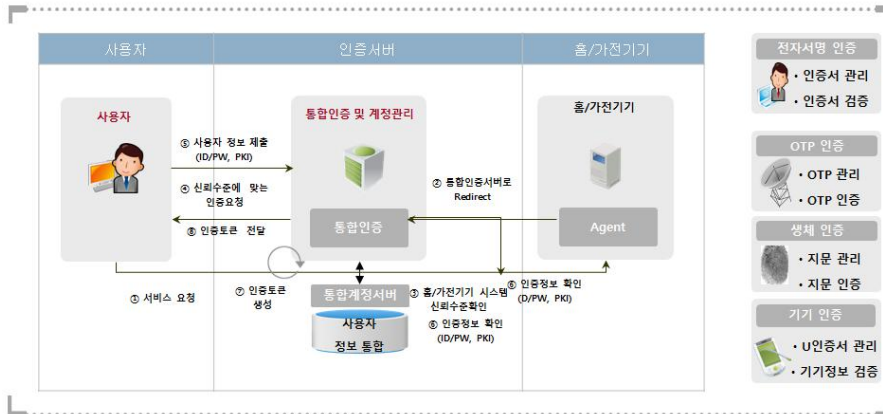 사용자
인증서버
홈/가전기기
사용자
통합인증 및 계정관리
홈/가전기기
⑤ 사용자 정보 제출
(ID/PW, PKI)
④ 신뢰수준에 맞는
인증요청
⑧ 인증토큰 전달
② 통합인증서버로
Redirect
통합인증
Agent
① 서비스 요청
⑦ 인증토큰
생성
통합계정서버
사용자
정보 통합
③ 홈/가전기기 시스템
신뢰수준확인
⑥ 인증정보 확인
(ID/PW, PKI)
⑥ 인증정보 확인
(D/PW, PKI)
전자서명 인증
• 인증서 관리
• 인증서 검증
OTP 인증
• OTP 관리
• OTP 인증
생체 인증
• 지문 관리
• 지문 인증
기기 인증
• U인증서 관리
• 기기정보 검증